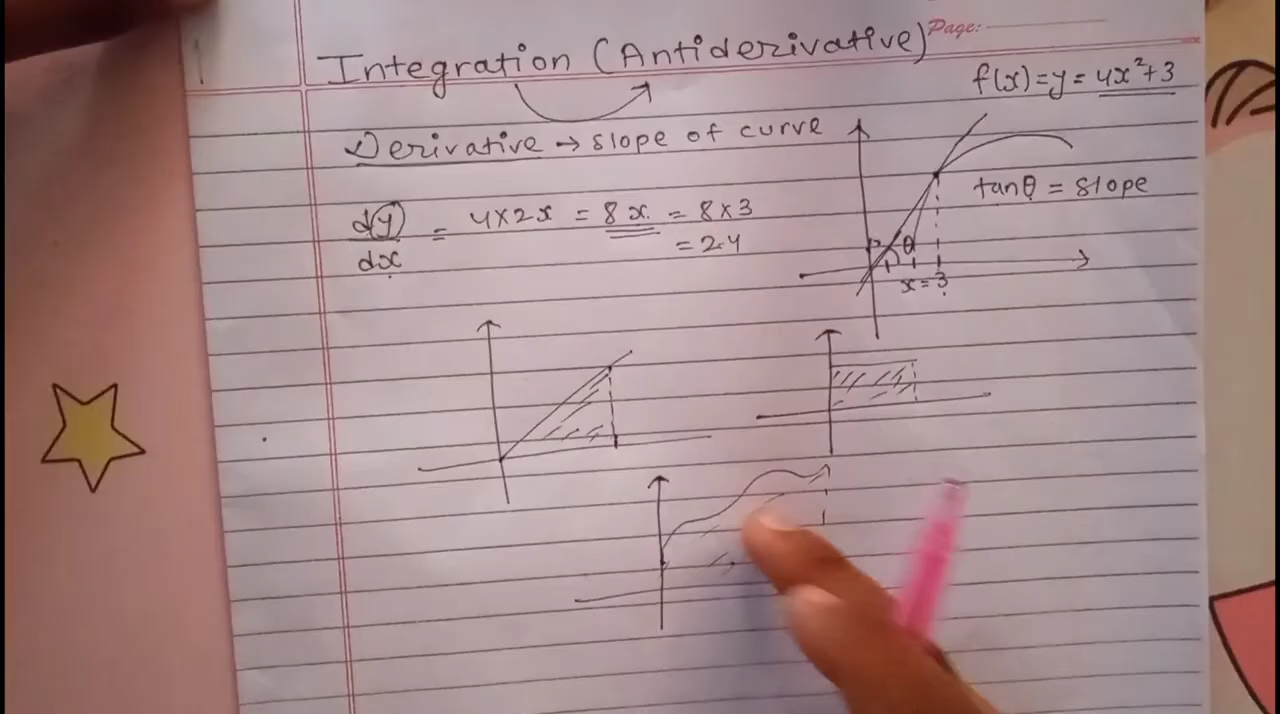 Page:
Integration (Antiderivative)
f(x)=y= 4x²+3
Derivative → slope of curve
tanθ = slope
d(y)/dx = 4×2x = 8x = 8×3
= 24
θ
x=3